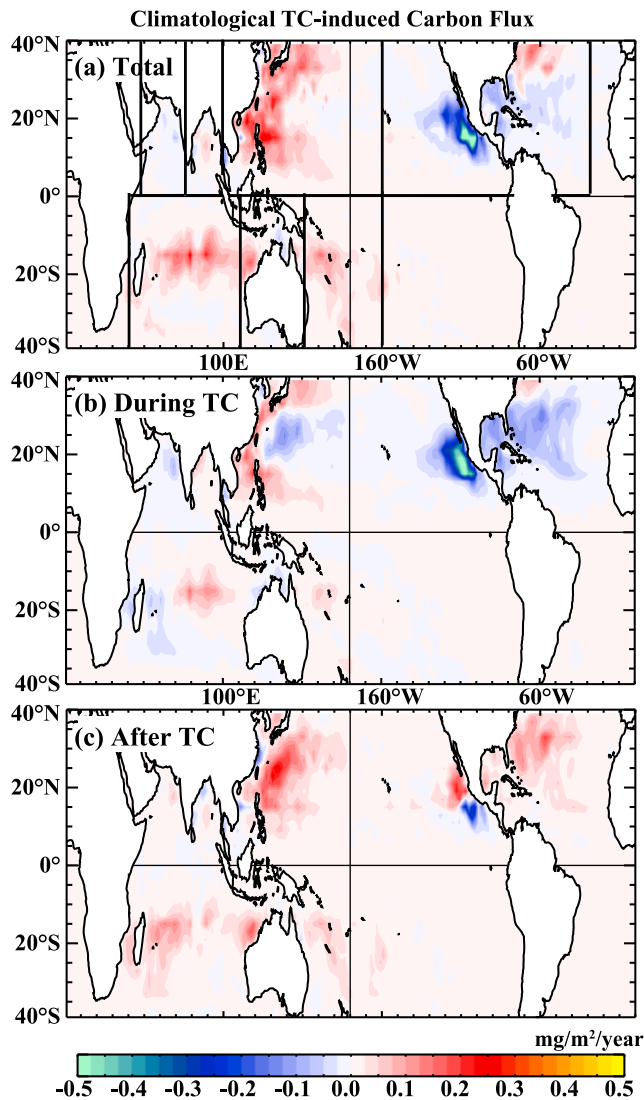 Climatological TC-induced Carbon Flux
40°N
(a) Total
20°N
0°
20°S
40°S
100E 160°W 60°W
40°N
(b) During TC
20°N
0°
20°S
40°S
100°E 160°W 60°W
40°N
(c) After TC
20°N
0°
20°S
40°S
mg/m²/year
-0.5 -0.4 -0.3 -0.2 -0.1 0.0 0.1 0.2 0.3 0.4 0.5